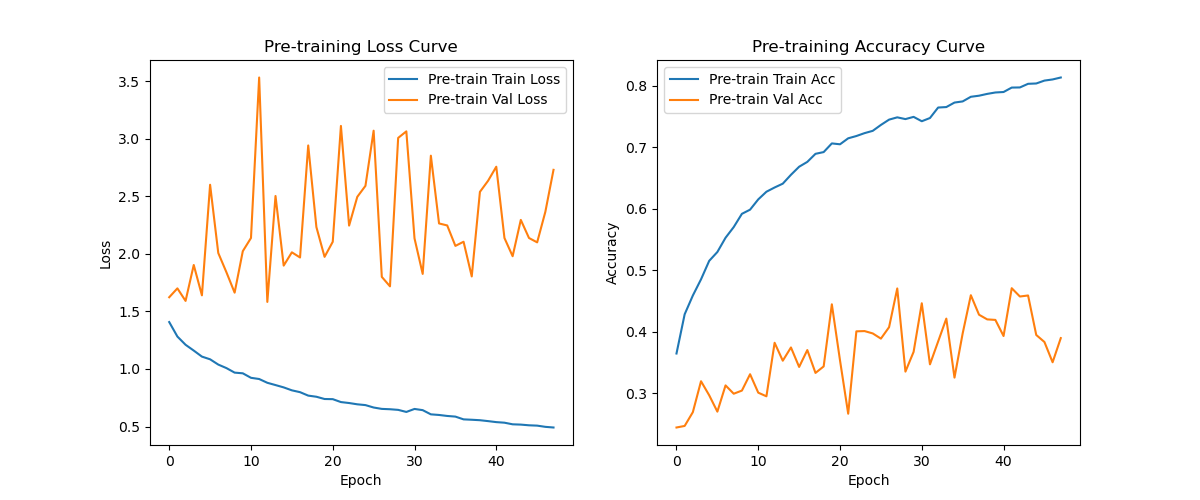 Pre-training Loss Curve
Pre-train Train Loss
Pre-train Val Loss
3.5
3.0
2.5
2.0
1.5
1.0
0.5
Loss
0 10 20 30 40
Epoch
Pre-training Accuracy Curve
Pre-train Train Acc
Pre-train Val Acc
0.8
0.7
0.6
0.5
0.4
0.3
Accuracy
0 10 20 30 40
Epoch